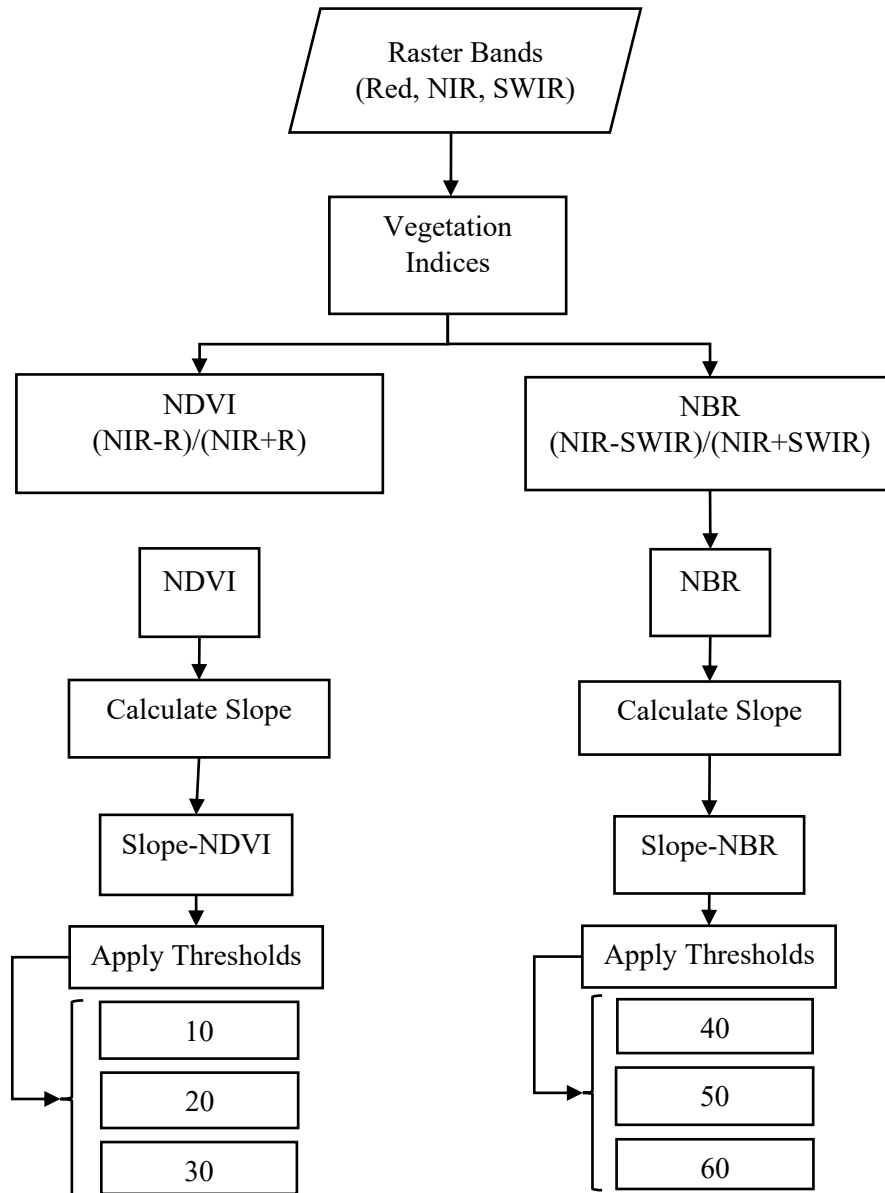 Raster Bands
(Red, NIR, SWIR)
Vegetation
Indices
NDVI
(NIR-R)/(NIR+R)
NBR
(NIR-SWIR)/(NIR+SWIR)
NDVI
NBR
Calculate Slope
Calculate Slope
Slope-NDVI
Slope-NBR
Apply Thresholds
Apply Thresholds
10
20
30
40
50
60